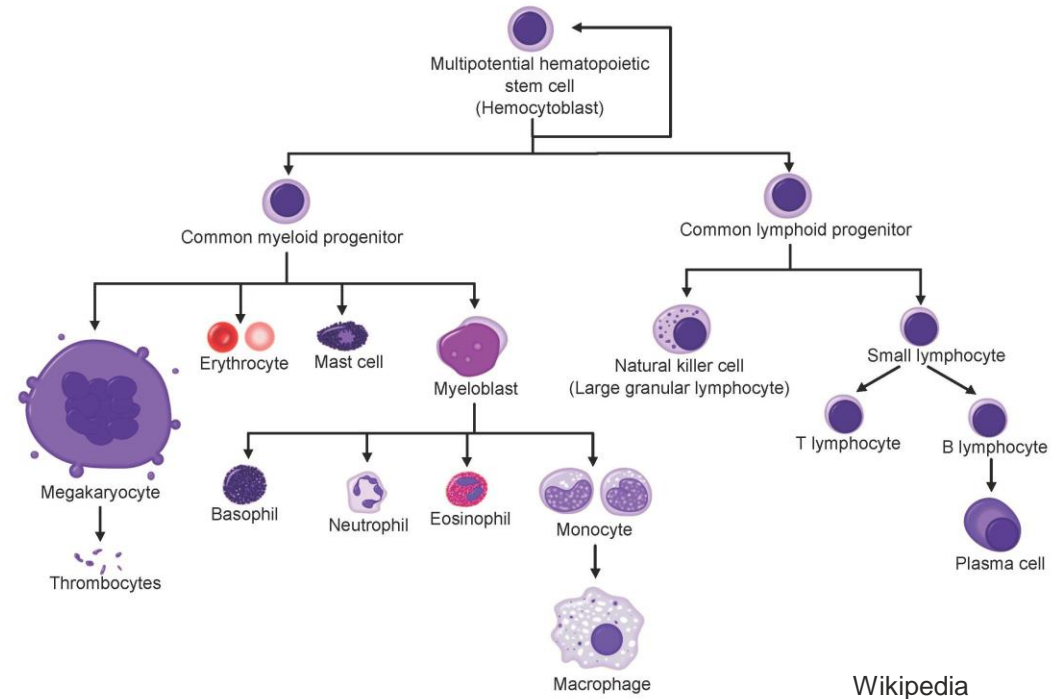 Multipotential hematopoietic
stem cell
(Hemocytoblast)
Common myeloid progenitor
Common lymphoid progenitor
Erythrocyte
Mast cell
Myeloblast
Natural killer cell
(Large granular lymphocyte)
Small lymphocyte
T lymphocyte
B lymphocyte
Megakaryocyte
Basophil
Neutrophil
Eosinophil
Monocyte
Plasma cell
Thrombocytes
Macrophage
Wikipedia